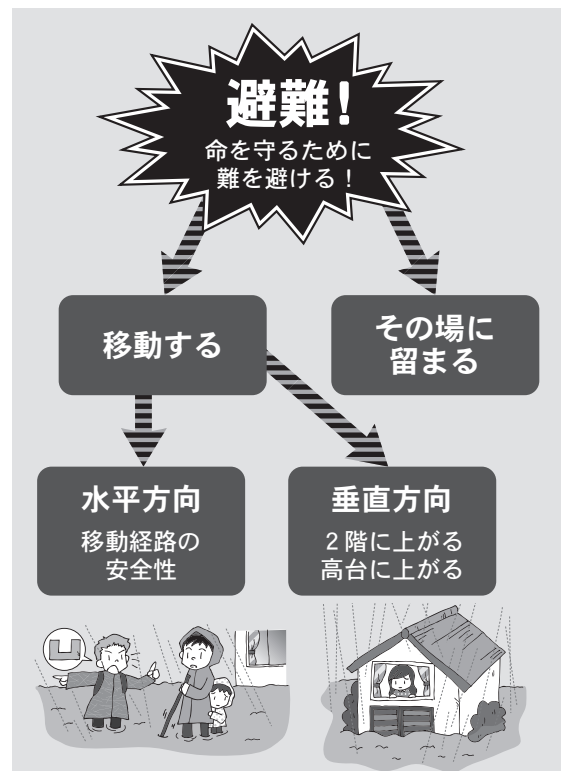 避難！
命を守るために
難を避ける！
移動する
その場に
留まる
水平方向
移動経路の
安全性
垂直方向
２階に上がる
高台に上がる